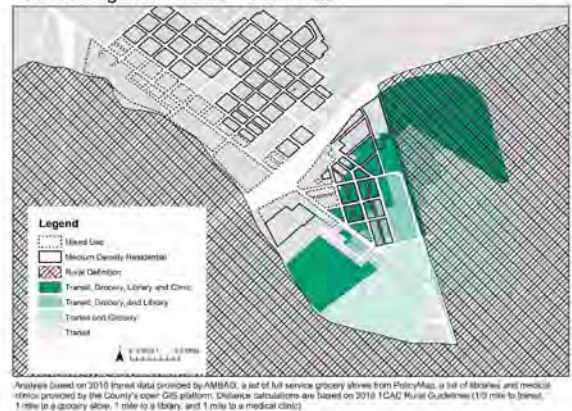 Legend
Mixed Use
Medium Density Residential
Rural Definition
Transit, Grocery, Library and Clinic
Transit, Grocery, and Library
Transit and Grocery
Transit
Analysis based on 2018 transit data provided by AMBAG, a list of full service grocery stores from PolicyMap, a list of libraries and medical
clinics provided by the County's open GIS platform. Distance calculations are based on 2018 TCAC Rural Guidelines (1/3 mile to transit,
1 mile to a grocery store, 1 mile to a library, and 1 mile to a medical clinic)